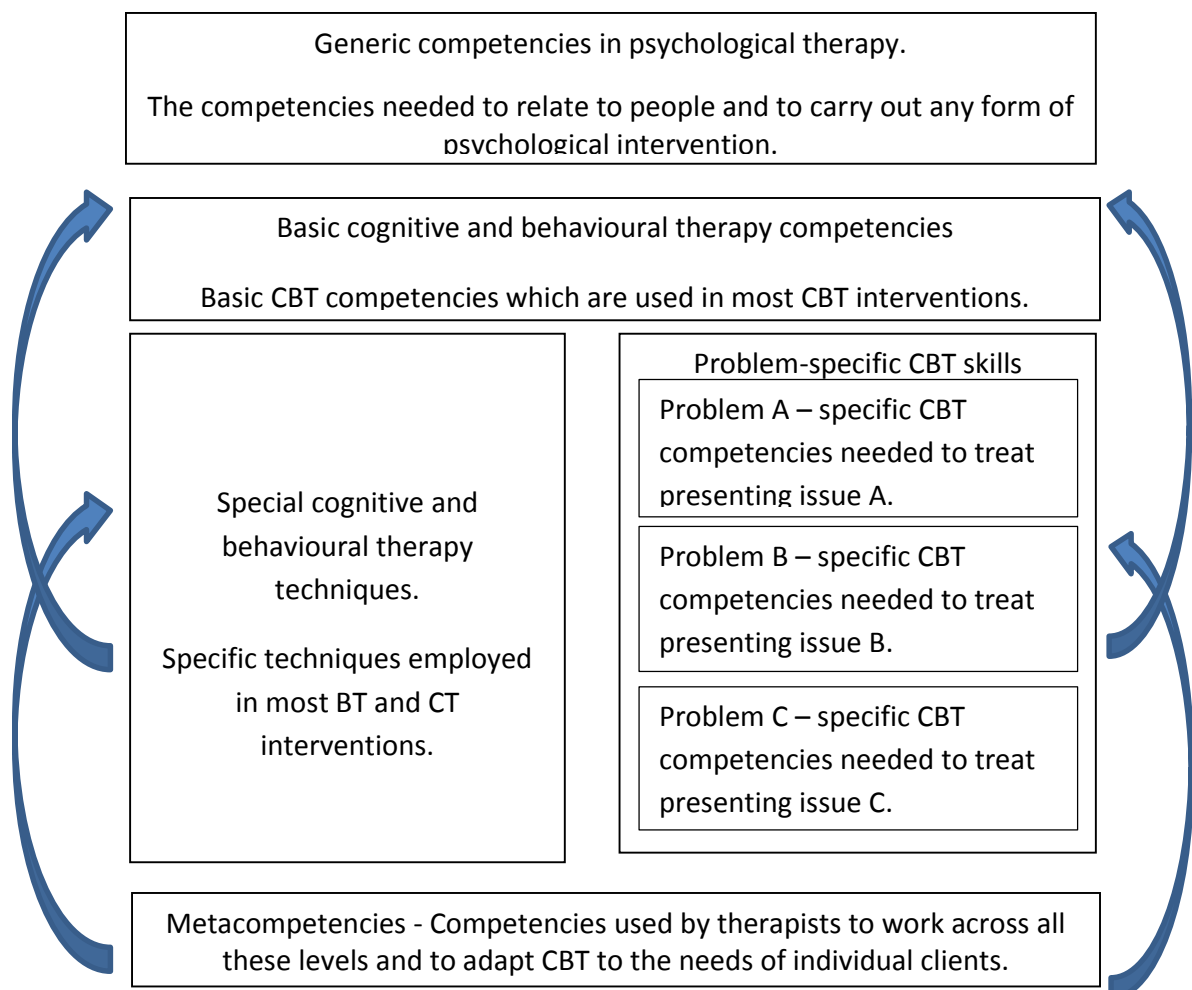 Generic competencies in psychological therapy.
The competencies needed to relate to people and to carry out any form of
psychological intervention.
Basic cognitive and behavioural therapy competencies
Basic CBT competencies which are used in most CBT interventions.
Special cognitive and
behavioural therapy
techniques.
Specific techniques employed
in most BT and CT
interventions.
Problem-specific CBT skills
Problem A – specific CBT
competencies needed to treat
presenting issue A.
Problem B – specific CBT
competencies needed to treat
presenting issue B.
Problem C – specific CBT
competencies needed to treat
presenting issue C.
Metacompetencies - Competencies used by therapists to work across all
these levels and to adapt CBT to the needs of individual clients.